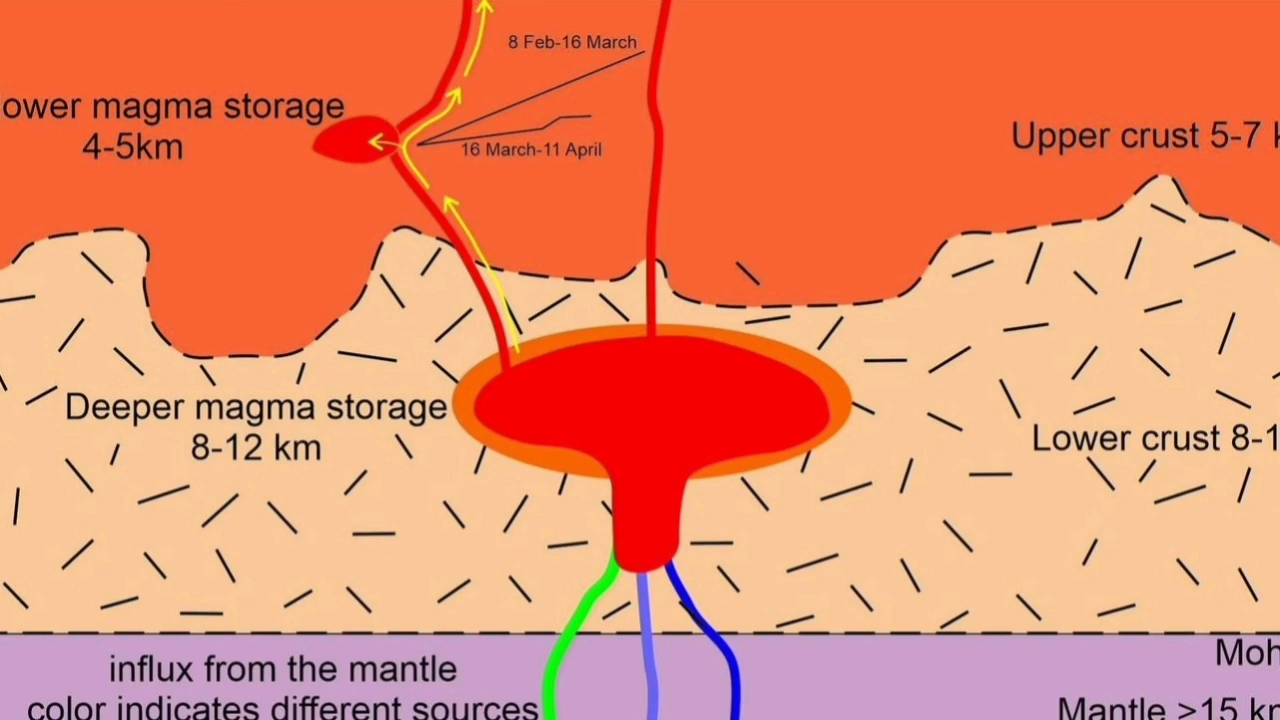 8 Feb-16 March
ower magma storage
4-5km
16 March-11 April
Upper crust 5-7
Deeper magma storage
8-12 km
Lower crust 8-1
influx from the mantle
color indicates different sources
Moh
Mantle >15 km